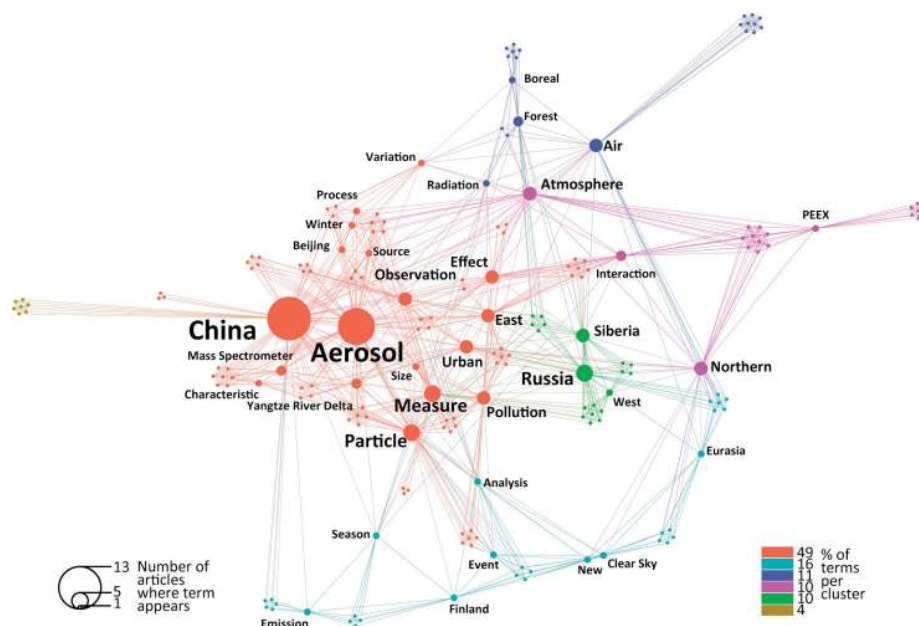 Boreal
Forest
Air
Variation
Radiation
Atmosphere
Process
PEEX
Winter
Beijing
Source
Effect
Interaction
Observation
China
East
Siberia
Aerosol
Mass Spectrometer
Urban
Northern
Size
Russia
Characteristic
Yangtze River Delta
Measure
Pollution
West
Particle
Eurasia
Analysis
Season
Event
New
Clear Sky
Finland
Emission
13 Number of
articles
5 where term
1 appears
49 % of
16 terms
11 per
10 cluster
10
4